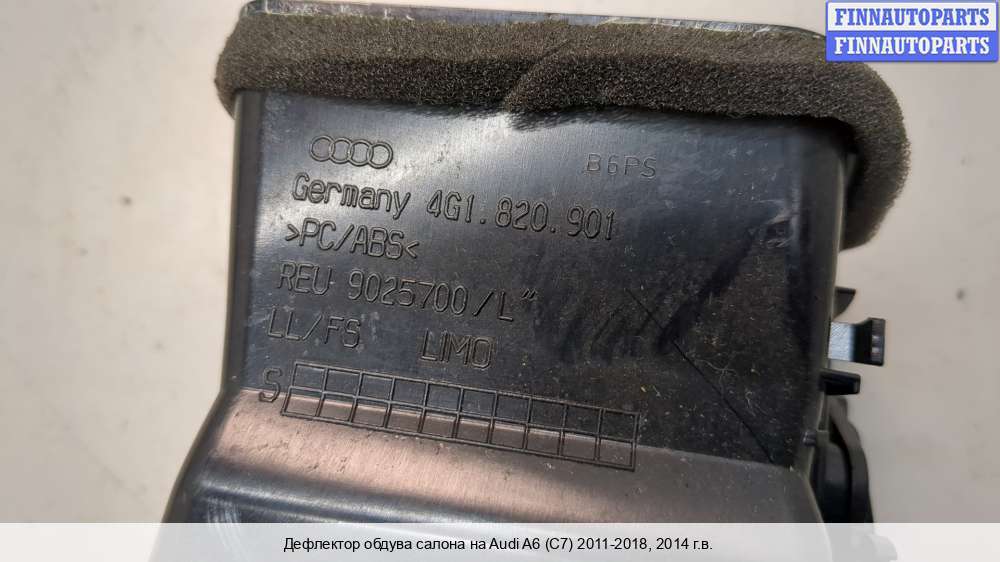 FINNAUTOPARTS
FINNAUTOPARTS
B6PS
Germany 4G1.820.901
>PC/ABS<
REU 9025700/L"
LL/FS LIMO
S
Дефлектор обдува салона на Audi A6 (C7) 2011-2018, 2014 г.в.